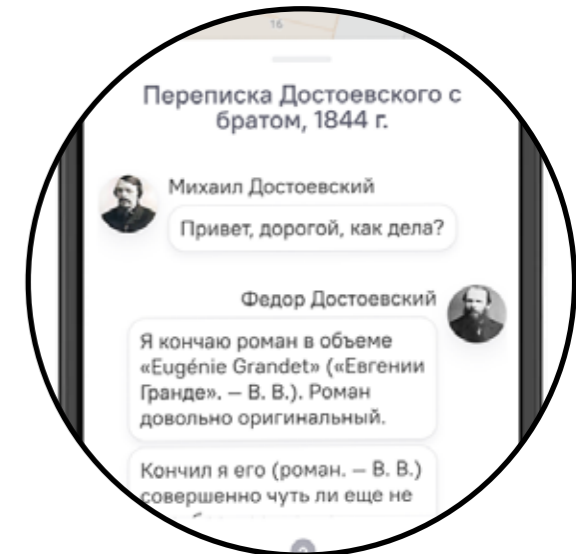 16
Переписка Достоевского с
братом, 1844 г.
Михаил Достоевский
Привет, дорогой, как дела?
Федор Достоевский
Я кончаю роман в объеме
«Eugénie Grandet» («Евгении
Гранде». — В. В.). Роман
довольно оригинальный.
Кончил я его (роман. — В. В.)
совершенно чуть ли еще не